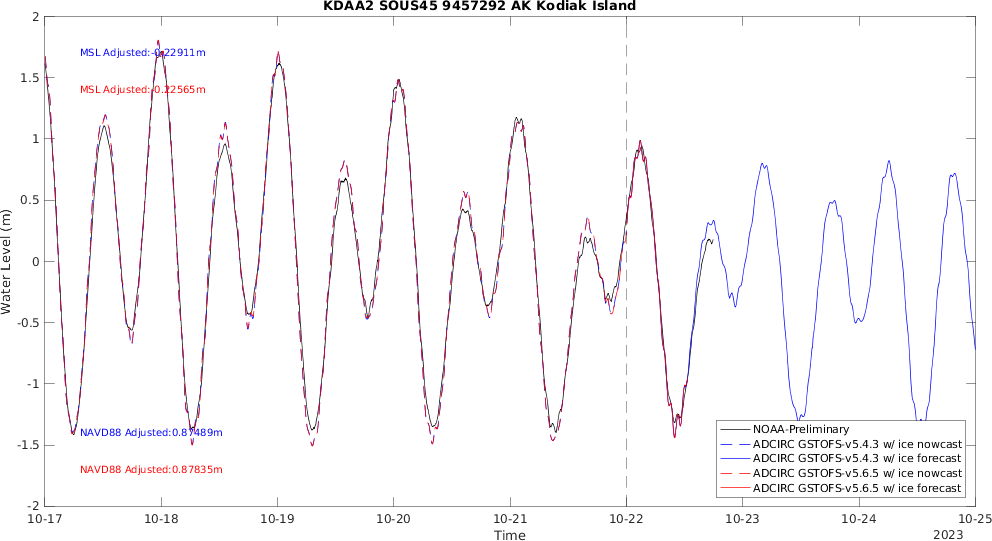 KDAA2 SOUS45 9457292 AK Kodiak Island
2
MSL Adjusted:-0.22911m
1.5
MSL Adjusted:-0.22565m
1
0.5
Water Level (m)
0
-0.5
-1
NAVD88 Adjusted:0.87489m
-1.5
NAVD88 Adjusted:0.87835m
-2
NOAA-Preliminary
ADCIRC GSTOFS-v5.4.3 w/ ice nowcast
ADCIRC GSTOFS-v5.4.3 w/ ice forecast
ADCIRC GSTOFS-v5.6.5 w/ ice nowcast
ADCIRC GSTOFS-v5.6.5 w/ ice forecast
10-17 10-18 10-19 10-20 10-21 10-22 10-23 10-24 10-25
Time
2023